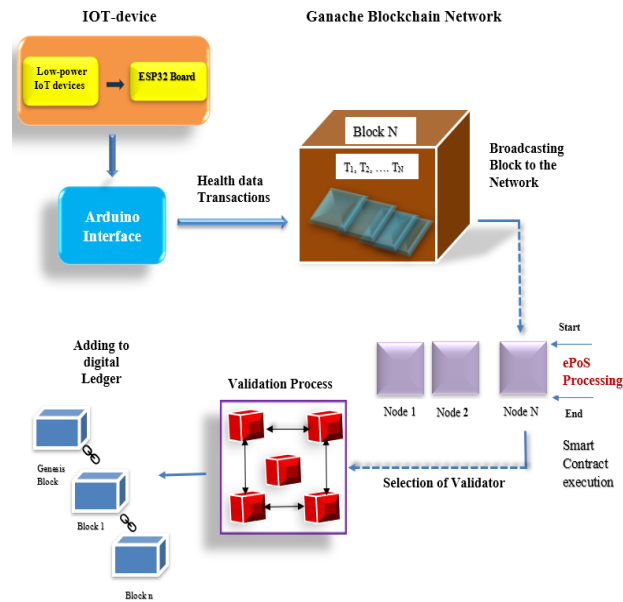 IOT-device
Ganache Blockchain Network
Low-power
IoT devices
ESP32 Board
Block N
T1, T2, .... TN
Broadcasting
Block to the
Network
Health data
Transactions
Arduino
Interface
Start
ePoS
Processing
End
Node 1
Node 2
Node N
Smart
Contract
execution
Selection of Validator
Validation Process
Adding to
digital
Ledger
Genesis
Block
Block 1
Block n